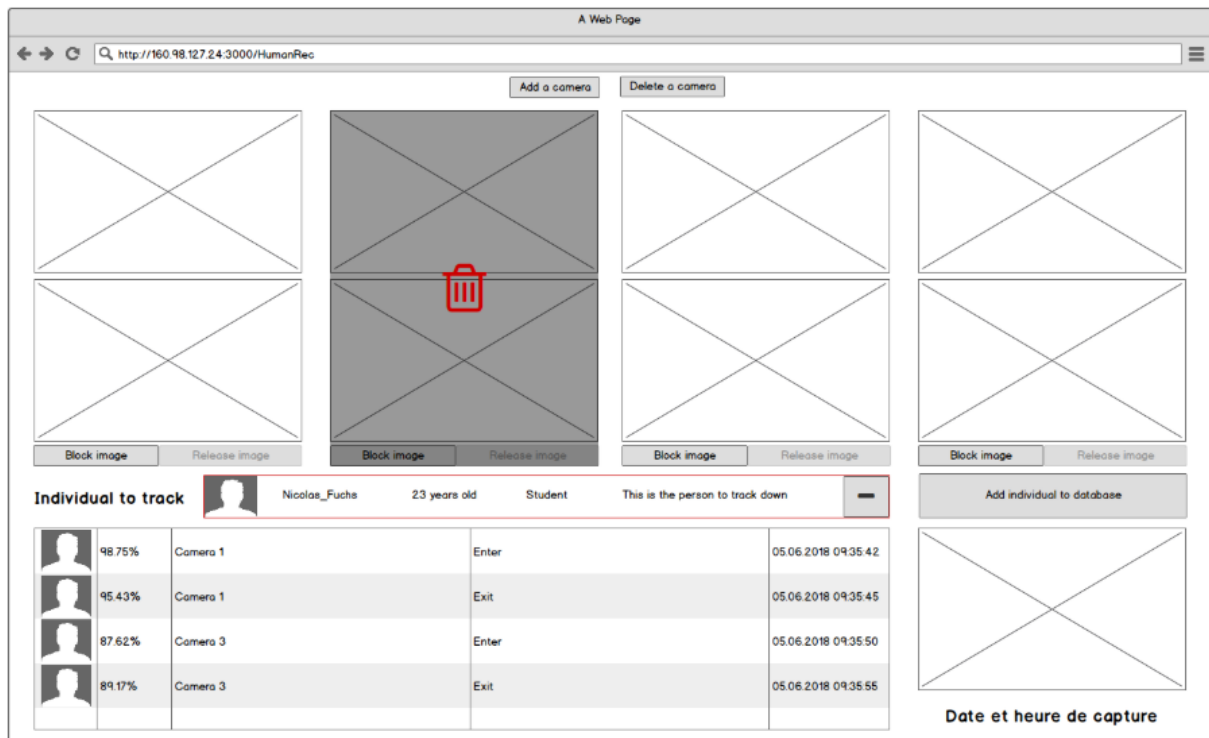 A Web Page
http://160.98.127.24:3000/HumanRec
Add a camera
Delete a camera
Block image
Release image
Block image
Release image
Block image
Release image
Block image
Release image
Individual to track
Nicolas_Fuchs
23 years old
Student
This is the person to track down
Add individual to database
98.75% Camera 1 Enter 05.06.2018 09:35:42
95.43% Camera 1 Exit 05.06.2018 09:35:45
87.62% Camera 3 Enter 05.06.2018 09:35:50
89.17% Camera 3 Exit 05.06.2018 09:35:55
Date et heure de capture